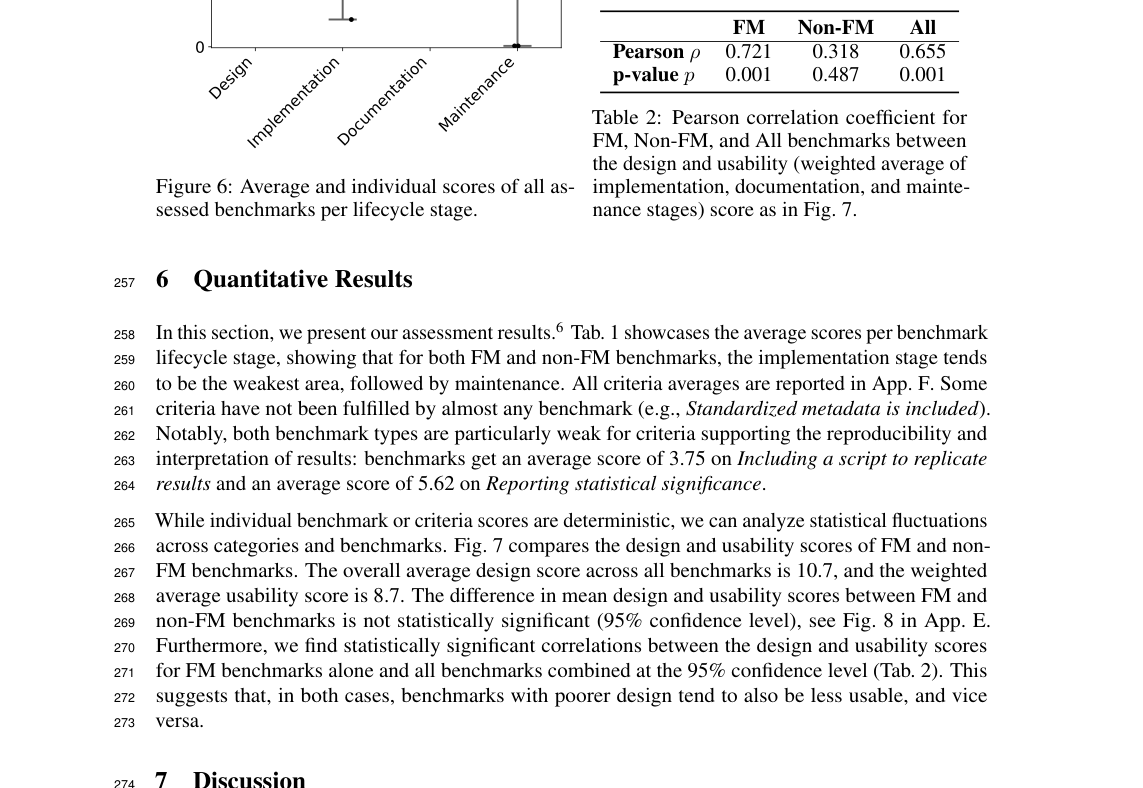 0
Design
Implementation
Documentation
Maintenance
Figure 6: Average and individual scores of all as-
sessed benchmarks per lifecycle stage.
FM Non-FM All
Pearson ρ 0.721 0.318 0.655
p-value p 0.001 0.487 0.001
Table 2: Pearson correlation coefficient for
FM, Non-FM, and All benchmarks between
the design and usability (weighted average of
implementation, documentation, and mainte-
nance stages) score as in Fig. 7.
257 6 Quantitative Results
258 In this section, we present our assessment results.6 Tab. 1 showcases the average scores per benchmark
259 lifecycle stage, showing that for both FM and non-FM benchmarks, the implementation stage tends
260 to be the weakest area, followed by maintenance. All criteria averages are reported in App. F. Some
261 criteria have not been fulfilled by almost any benchmark (e.g., Standardized metadata is included).
262 Notably, both benchmark types are particularly weak for criteria supporting the reproducibility and
263 interpretation of results: benchmarks get an average score of 3.75 on Including a script to replicate
264 results and an average score of 5.62 on Reporting statistical significance.
265 While individual benchmark or criteria scores are deterministic, we can analyze statistical fluctuations
266 across categories and benchmarks. Fig. 7 compares the design and usability scores of FM and non-
267 FM benchmarks. The overall average design score across all benchmarks is 10.7, and the weighted
268 average usability score is 8.7. The difference in mean design and usability scores between FM and
269 non-FM benchmarks is not statistically significant (95% confidence level), see Fig. 8 in App. E.
270 Furthermore, we find statistically significant correlations between the design and usability scores
271 for FM benchmarks alone and all benchmarks combined at the 95% confidence level (Tab. 2). This
272 suggests that, in both cases, benchmarks with poorer design tend to also be less usable, and vice
273 versa.
274 7 Discussion